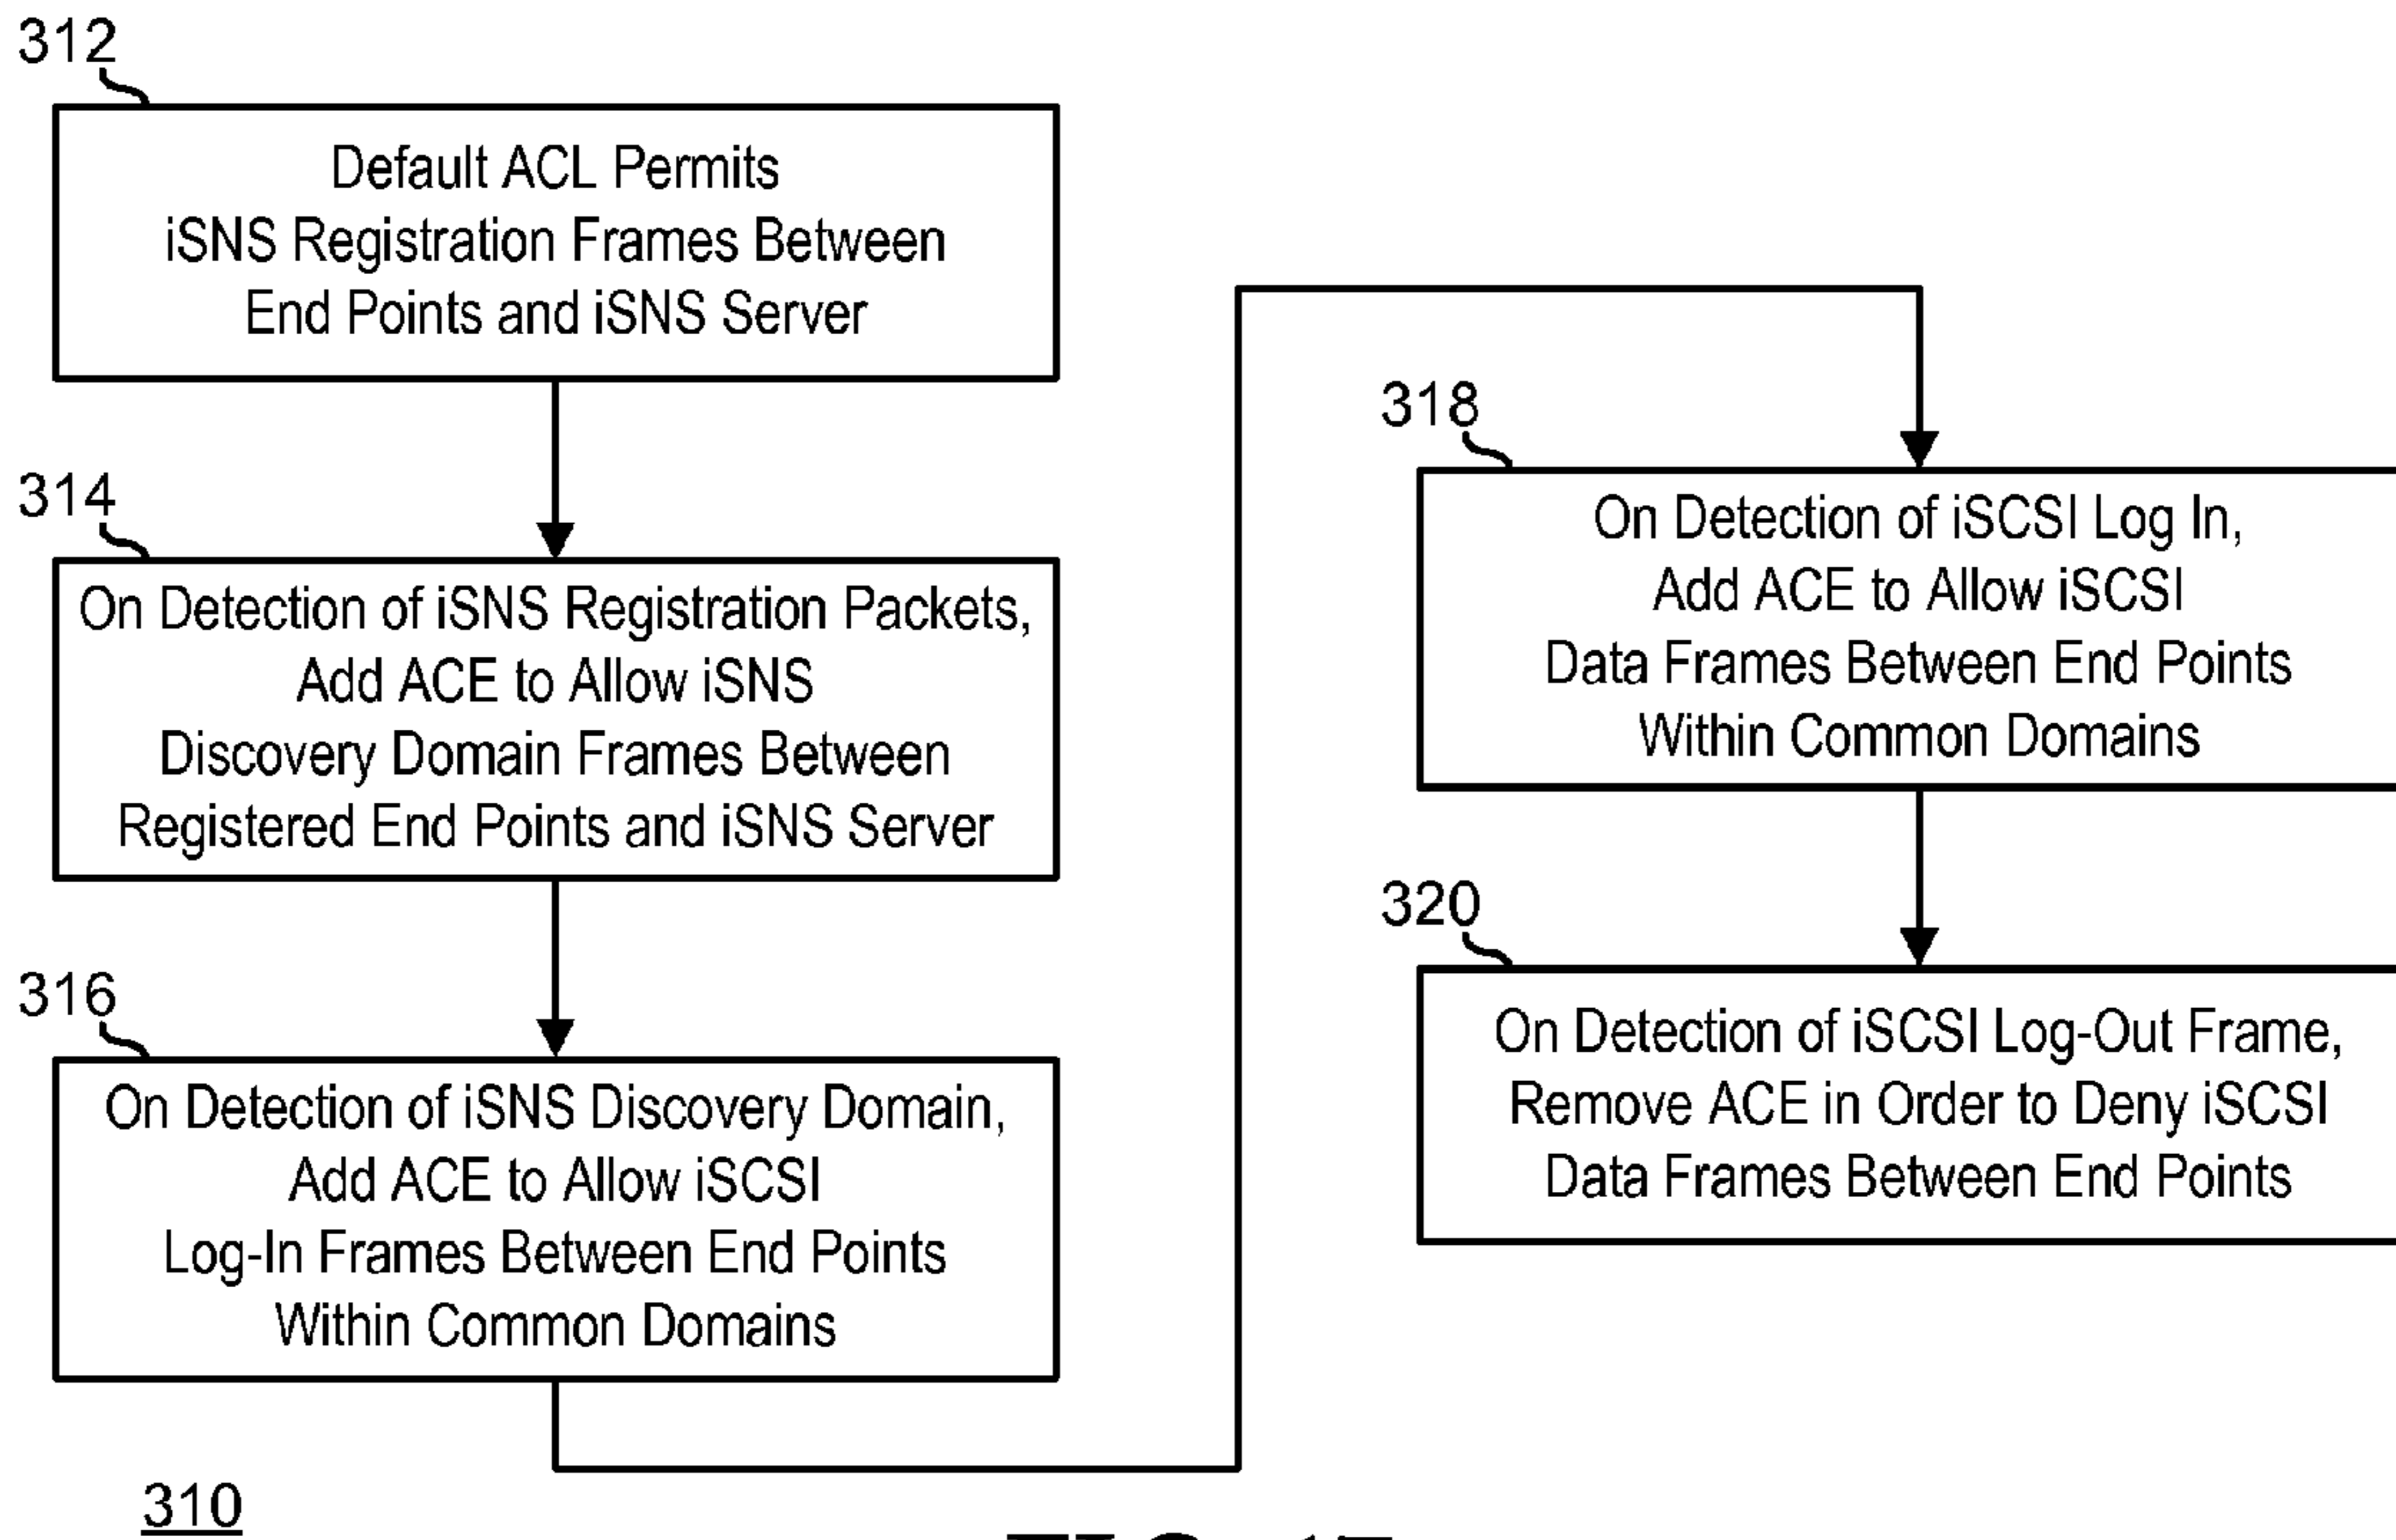 312
Default ACL Permits
iSNS Registration Frames Between
End Points and iSNS Server
314
On Detection of iSNS Registration Packets,
Add ACE to Allow iSNS
Discovery Domain Frames Between
Registered End Points and iSNS Server
316
On Detection of iSNS Discovery Domain,
Add ACE to Allow iSCSI
Log-In Frames Between End Points
Within Common Domains
318
On Detection of iSCSI Log In,
Add ACE to Allow iSCSI
Data Frames Between End Points
Within Common Domains
320
On Detection of iSCSI Log-Out Frame,
Remove ACE in Order to Deny iSCSI
Data Frames Between End Points
310